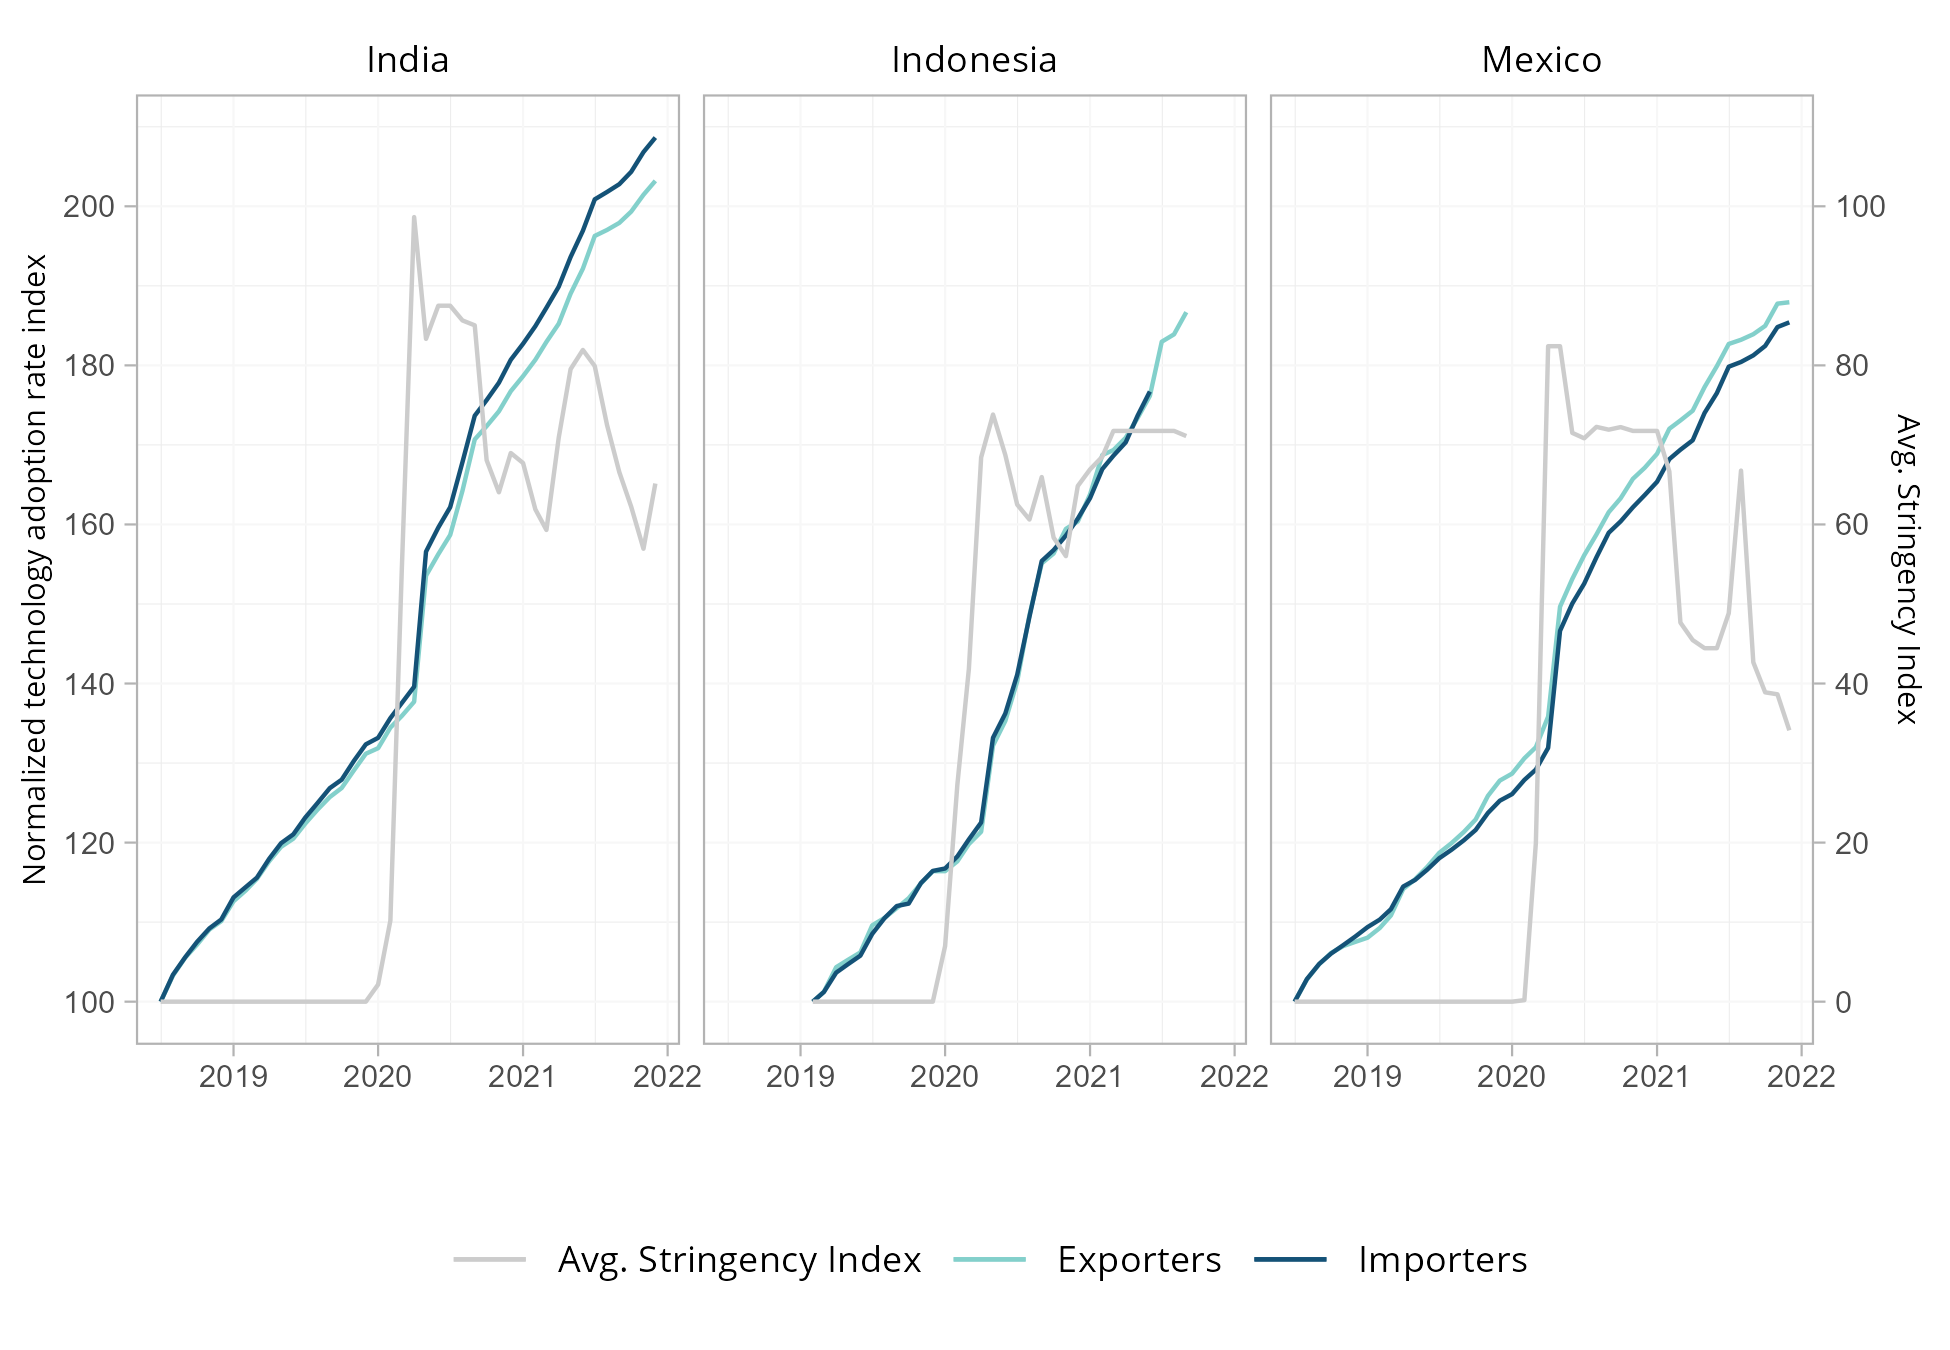 India
Indonesia
Mexico
Normalized technology adoption rate index
200
180
160
140
120
100
100
80
60
40
20
0
Avg. Stringency Index
2019 2020 2021 2022
2019 2020 2021 2022
2019 2020 2021 2022
Avg. Stringency Index Exporters Importers